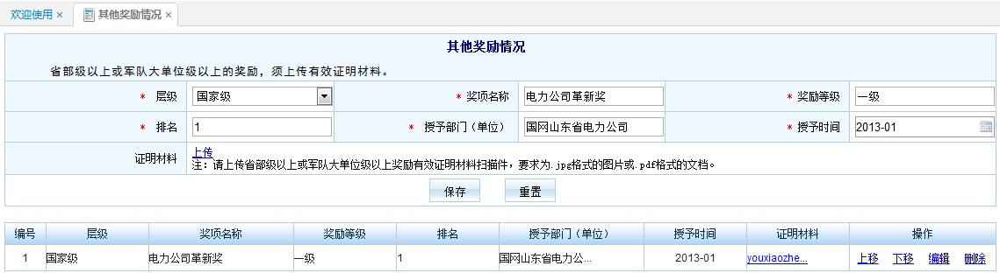 欢迎使用 × 其他奖励情况 ×
其他奖励情况
省部级以上或军队大单位级以上的奖励，须上传有效证明材料。
* 层级 国家级 * 奖项名称 电力公司革新奖 * 奖励等级 一级
* 排名 1 * 授予部门（单位） 国网山东省电力公司 * 授予时间 2013-01
证明材料 上传
注：请上传省部级以上或军队大单位级以上奖励有效证明材料扫描件，要求为.jpg格式的图片或.pdf格式的文档。
保存 重置
编号 层级 奖项名称 奖励等级 排名 授予部门（单位） 授予时间 证明材料 操作
1 国家级 电力公司革新奖 一级 1 国网山东省电力公... 2013-01 youxiaozhe... 上移 下移 编辑 删除